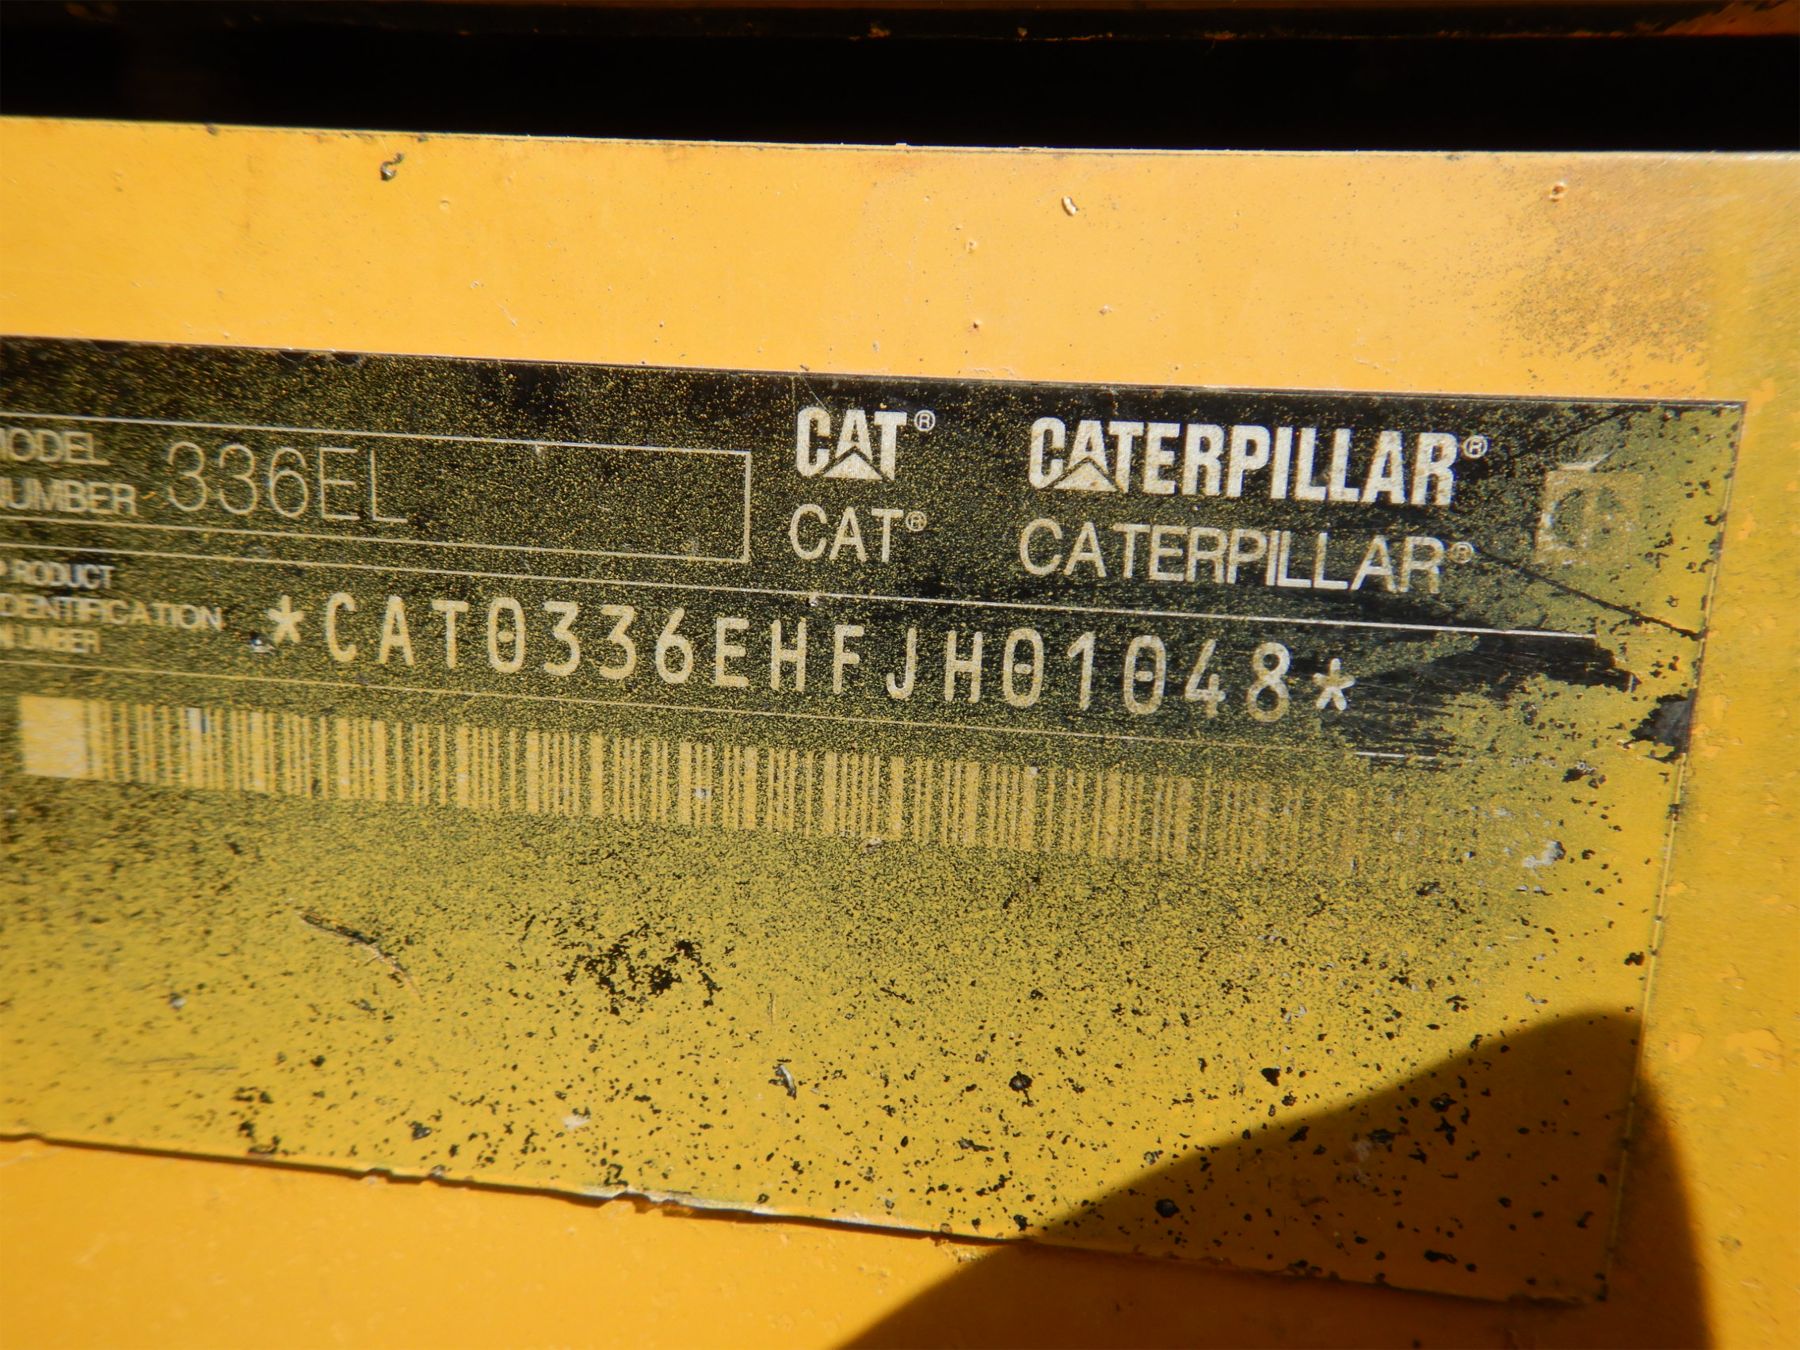 MODEL
NUMBER 336EL
CAT® CATERPILLAR®
CAT® CATERPILLAR®
PRODUCT
IDENTIFICATION
NUMBER
*CAT0336EHFJH01048*